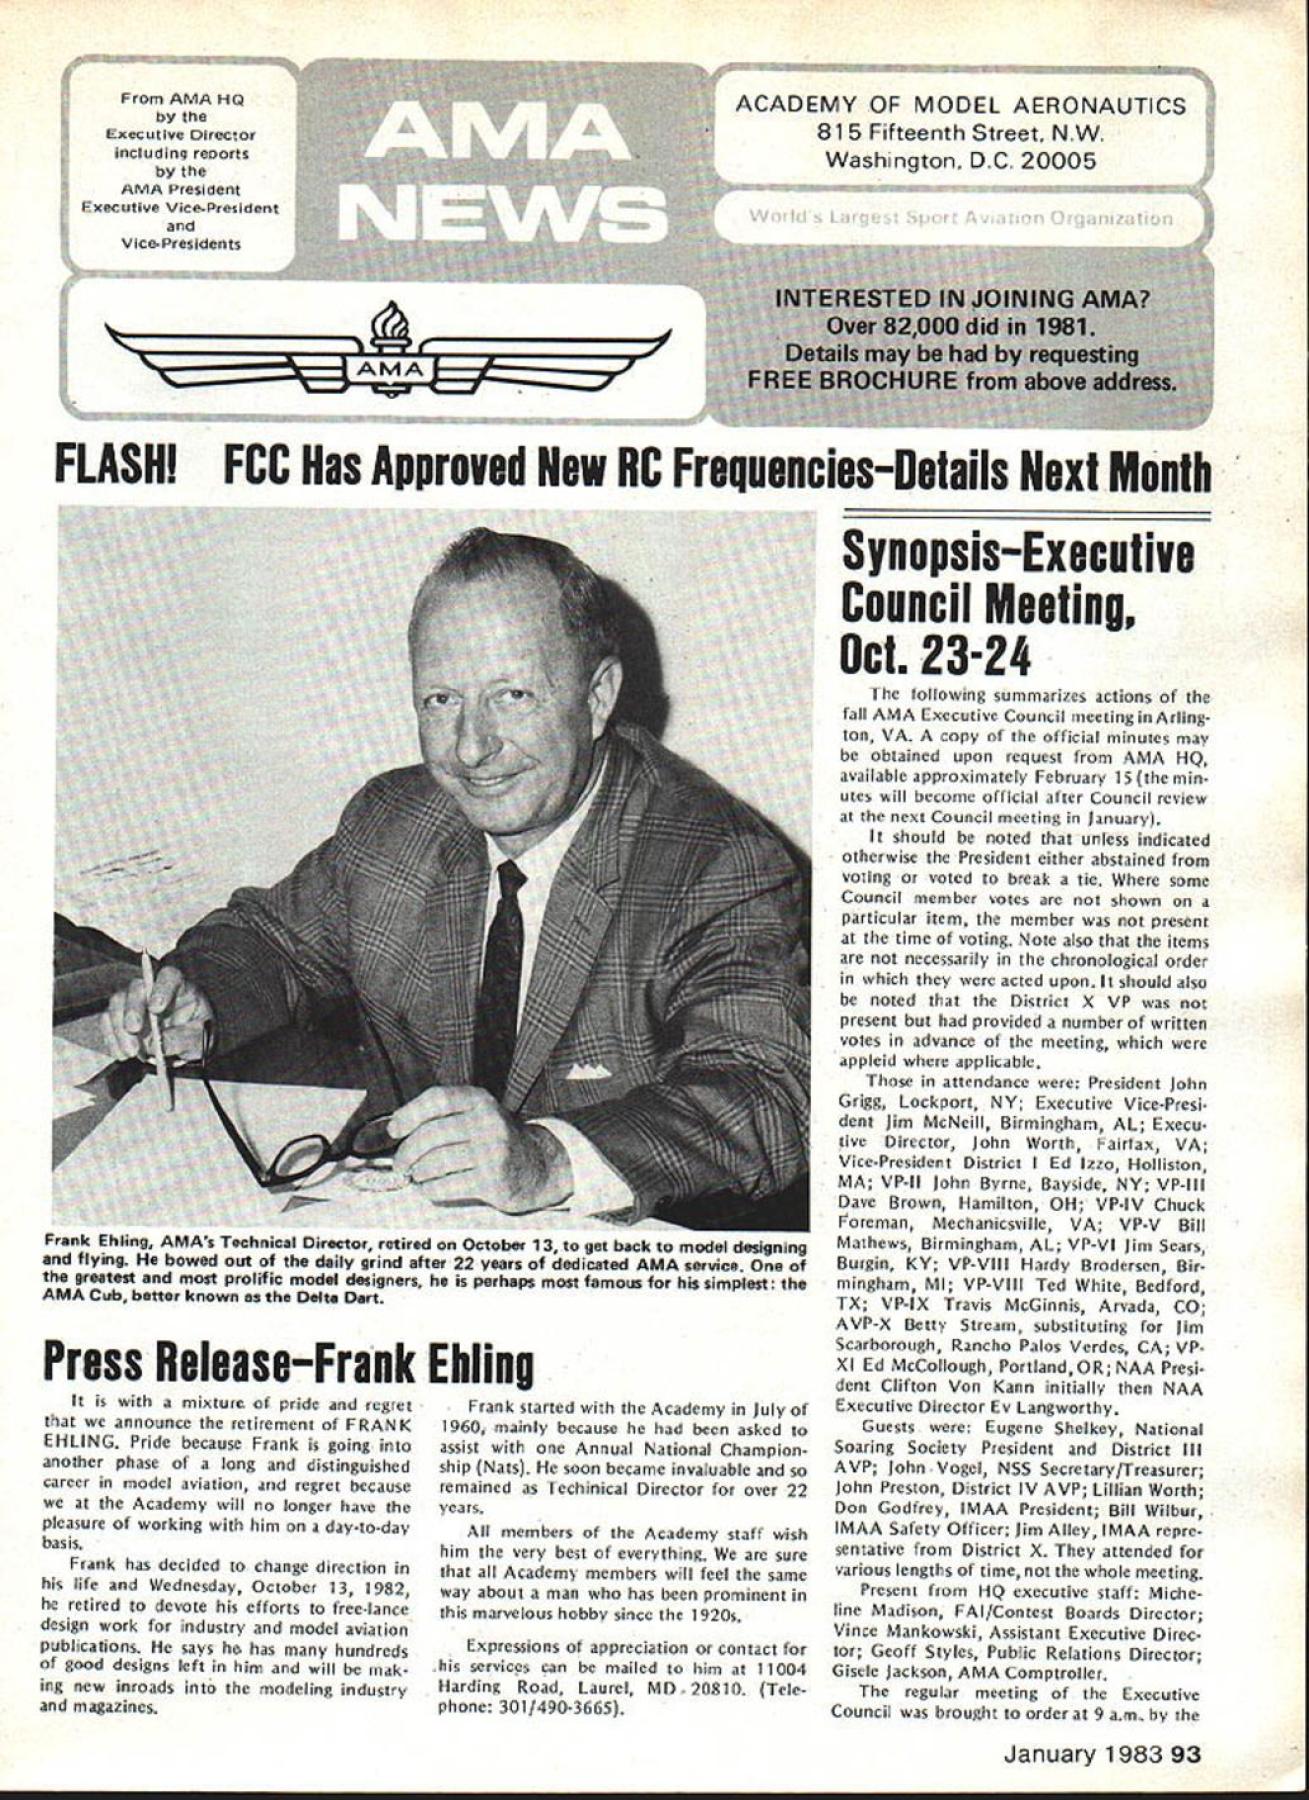 From AMA HQ
by the
Executive Director
including reports
by the
AMA President
Executive Vice-President
and
Vice-Presidents
AMA
NEWS
ACADEMY OF MODEL AERONAUTICS
815 Fifteenth Street, N.W.
Washington, D.C. 20005
World's Largest Sport Aviation Organization
AMA
INTERESTED IN JOINING AMA?
Over 82,000 did in 1981.
Details may be had by requesting
FREE BROCHURE from above address.
FLASH! FCC Has Approved New RC Frequencies–Details Next Month
Frank Ehling, AMA's Technical Director, retired on October 13, to get back to model designing
and flying. He bowed out of the daily grind after 22 years of dedicated AMA service. One of
the greatest and most prolific model designers, he is perhaps most famous for his simplest: the
AMA Cub, better known as the Delta Dart.
Press Release–Frank Ehling
It is with a mixture of pride and regret
that we announce the retirement of FRANK
EHLING. Pride because Frank is going into
another phase of a long and distinguished
career in model aviation, and regret because
we at the Academy will no longer have the
pleasure of working with him on a day-to-day
basis.
Frank has decided to change direction in
his life and Wednesday, October 13, 1982,
he retired to devote his efforts to free-lance
design work for industry and model aviation
publications. He says he has many hundreds
of good designs left in him and will be mak-
ing new inroads into the modeling industry
and magazines.
Frank started with the Academy in July of
1960, mainly because he had been asked to
assist with one Annual National Champion-
ship (Nats). He soon became invaluable and so
remained as Techinical Director for over 22
years.
All members of the Academy staff wish
him the very best of everything. We are sure
that all Academy members will feel the same
way about a man who has been prominent in
this marvelous hobby since the 1920s.
Expressions of appreciation or contact for
his services can be mailed to him at 11004
Harding Road, Laurel, MD 20810. (Tele-
phone: 301/490-3665).
Synopsis–Executive
Council Meeting,
Oct. 23-24
The following summarizes actions of the
fall AMA Executive Council meeting in Arling-
ton, VA. A copy of the official minutes may
be obtained upon request from AMA HQ,
available approximately February 15 (the min-
utes will become official after Council review
at the next Council meeting in January).
It should be noted that unless indicated
otherwise the President either abstained from
voting or voted to break a tie. Where some
Council member votes are not shown on a
particular item, the member was not present
at the time of voting. Note also that the items
are not necessarily in the chronological order
in which they were acted upon. It should also
be noted that the District X VP was not
present but had provided a number of written
votes in advance of the meeting, which were
appleid where applicable.
Those in attendance were: President John
Grigg, Lockport, NY; Executive Vice-Presi-
dent Jim McNeill, Birmingham, AL; Execu-
tive Director, John Worth, Fairfax, VA;
Vice-President District I Ed Izzo, Holliston,
MA; VP-II John Byrne, Bayside, NY; VP-III
Dave Brown, Hamilton, OH; VP-IV Chuck
Foreman, Mechanicsville, VA; VP-V Bill
Mathews, Birmingham, AL; VP-VI Jim Sears,
Burgin, KY; VP-VIII Hardy Brodersen, Bir-
mingham, MI; VP-VIII Ted White, Bedford,
TX; VP-IX Travis McGinnis, Arvada, CO;
AVP-X Betty Stream, substituting for Jim
Scarborough, Rancho Palos Verdes, CA; VP-
XI Ed McCollough, Portland, OR; NAA Presi-
dent Clifton Von Kann initially then NAA
Executive Director Ev Langworthy.
Guests were: Eugene Shelkey, National
Soaring Society President and District III
AVP; John Vogel, NSS Secretary/Treasurer;
John Preston, District IV AVP; Lillian Worth;
Don Godfrey, IMAA President; Bill Wilbur,
IMAA Safety Officer; Jim Alley, IMAA repre-
sentative from District X. They attended for
various lengths of time, not the whole meeting.
Present from HQ executive staff: Miche-
line Madison, FAI/Contest Boards Director;
Vince Mankowski, Assistant Executive Direc-
tor; Geoff Styles, Public Relations Director;
Gisele Jackson, AMA Comptroller.
The regular meeting of the Executive
Council was brought to order at 9 a.m. by the
January 1983 93